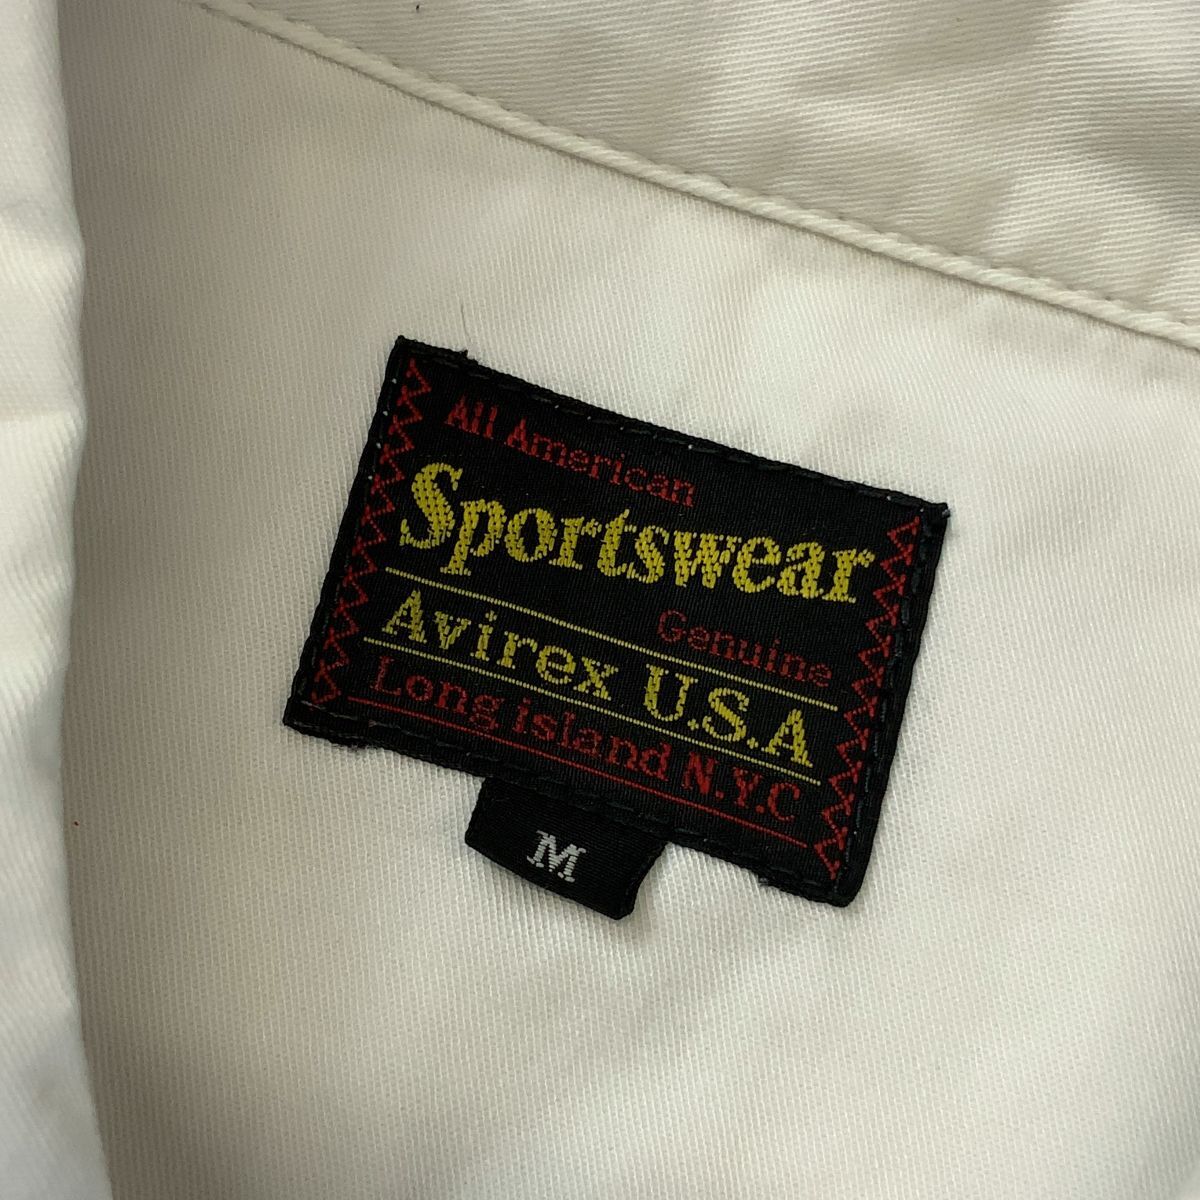 All American
Sportswear
Genuine
Avirex U.S.A
Long island N.Y.C
M